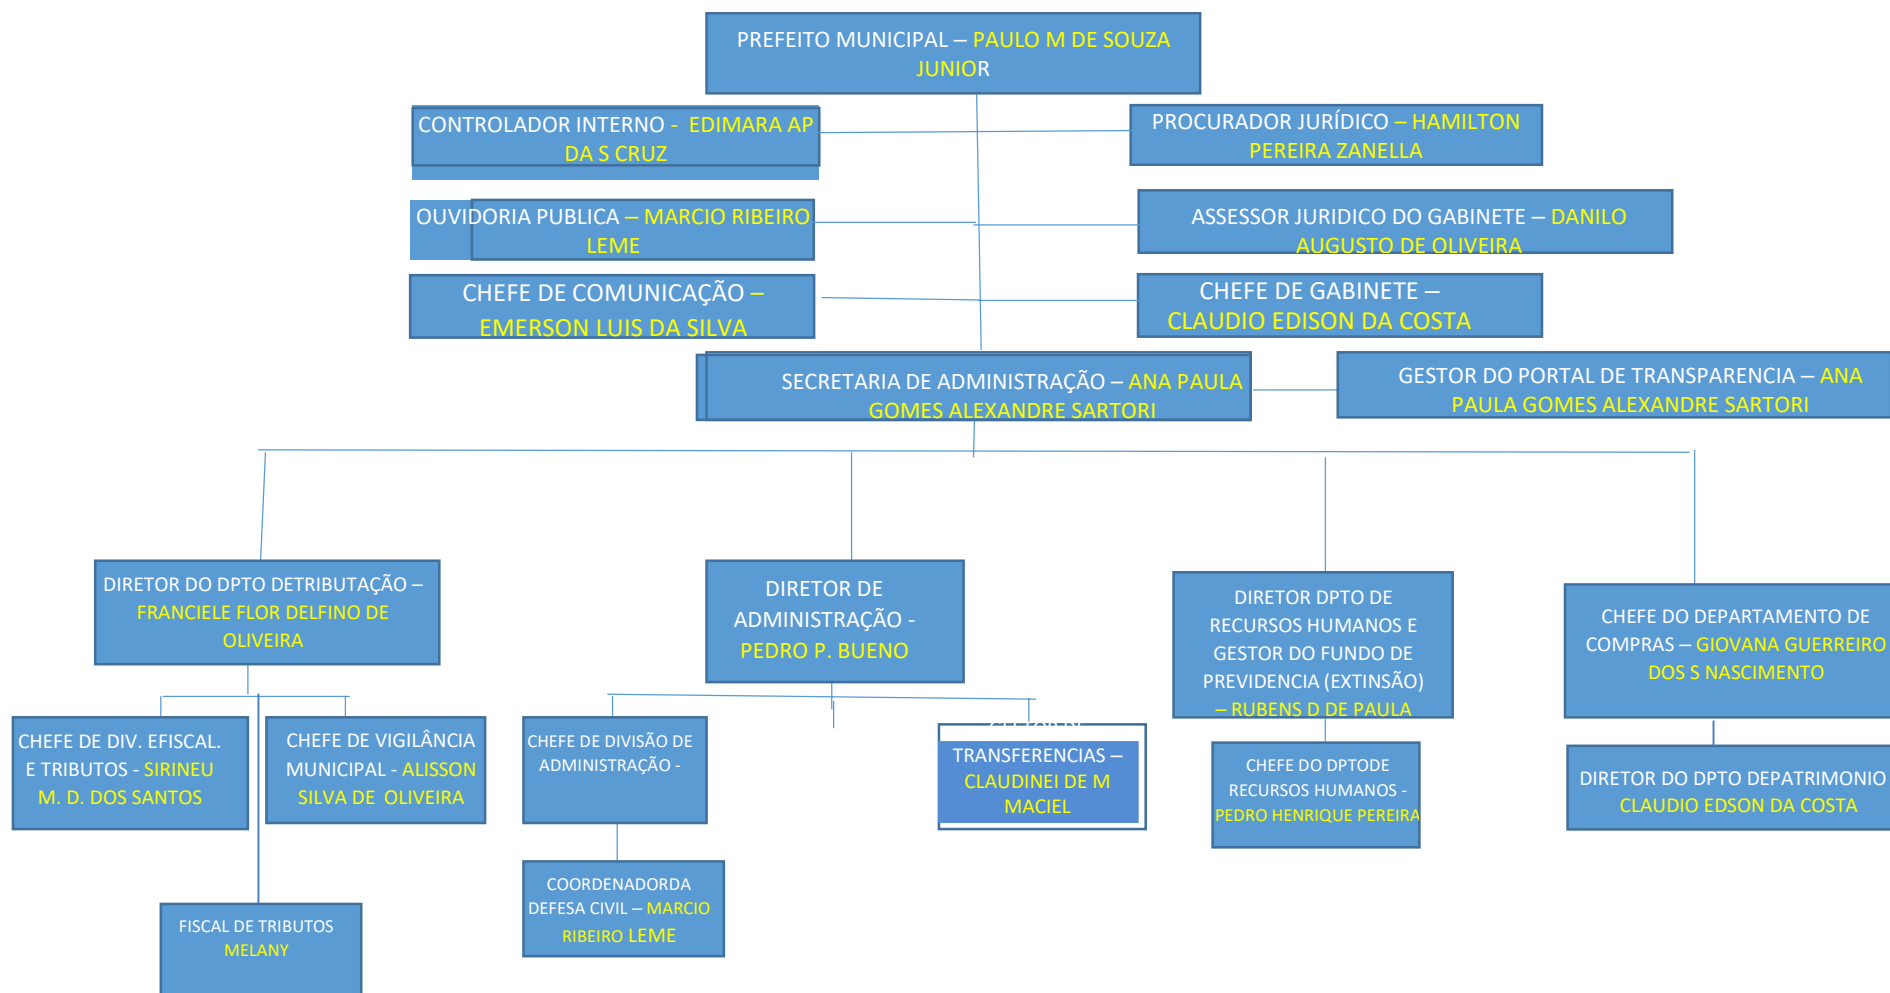 PREFEITO MUNICIPAL – PAULO M DE SOUZA
JUNIOR
CONTROLADOR INTERNO - EDIMARA AP
DA S CRUZ
PROCURADOR JURÍDICO – HAMILTON
PEREIRA ZANELLA
OUVIDORIA PUBLICA – MARCIO RIBEIRO
LEME
ASSESSOR JURIDICO DO GABINETE – DANILO
AUGUSTO DE OLIVEIRA
CHEFE DE COMUNICAÇÃO –
EMERSON LUIS DA SILVA
CHEFE DE GABINETE –
CLAUDIO EDISON DA COSTA
SECRETARIA DE ADMINISTRAÇÃO – ANA PAULA
GOMES ALEXANDRE SARTORI
GESTOR DO PORTAL DE TRANSPARENCIA – ANA
PAULA GOMES ALEXANDRE SARTORI
DIRETOR DO DPTO DETRIBUTAÇÃO –
FRANCIELE FLOR DELFINO DE
OLIVEIRA
DIRETOR DE
ADMINISTRAÇÃO -
PEDRO P. BUENO
DIRETOR DPTO DE
RECURSOS HUMANOS E
GESTOR DO FUNDO DE
PREVIDENCIA (EXTINSÃO)
– RUBENS D DE PAULA
CHEFE DO DEPARTAMENTO DE
COMPRAS – GIOVANA GUERREIRO
DOS S NASCIMENTO
CHEFE DE DIV. EFISCAL.
E TRIBUTOS - SIRINEU
M. D. DOS SANTOS
CHEFE DE VIGILÂNCIA
MUNICIPAL - ALISSON
SILVA DE OLIVEIRA
CHEFE DE DIVISÃO DE
ADMINISTRAÇÃO -
TRANSFERENCIAS –
CLAUDINEI DE M
MACIEL
CHEFE DO DPTODE
RECURSOS HUMANOS -
PEDRO HENRIQUE PEREIRA
DIRETOR DO DPTO DEPATRIMONIO
CLAUDIO EDSON DA COSTA
COORDENADORDA
DEFESA CIVIL – MARCIO
RIBEIRO LEME
FISCAL DE TRIBUTOS
MELANY